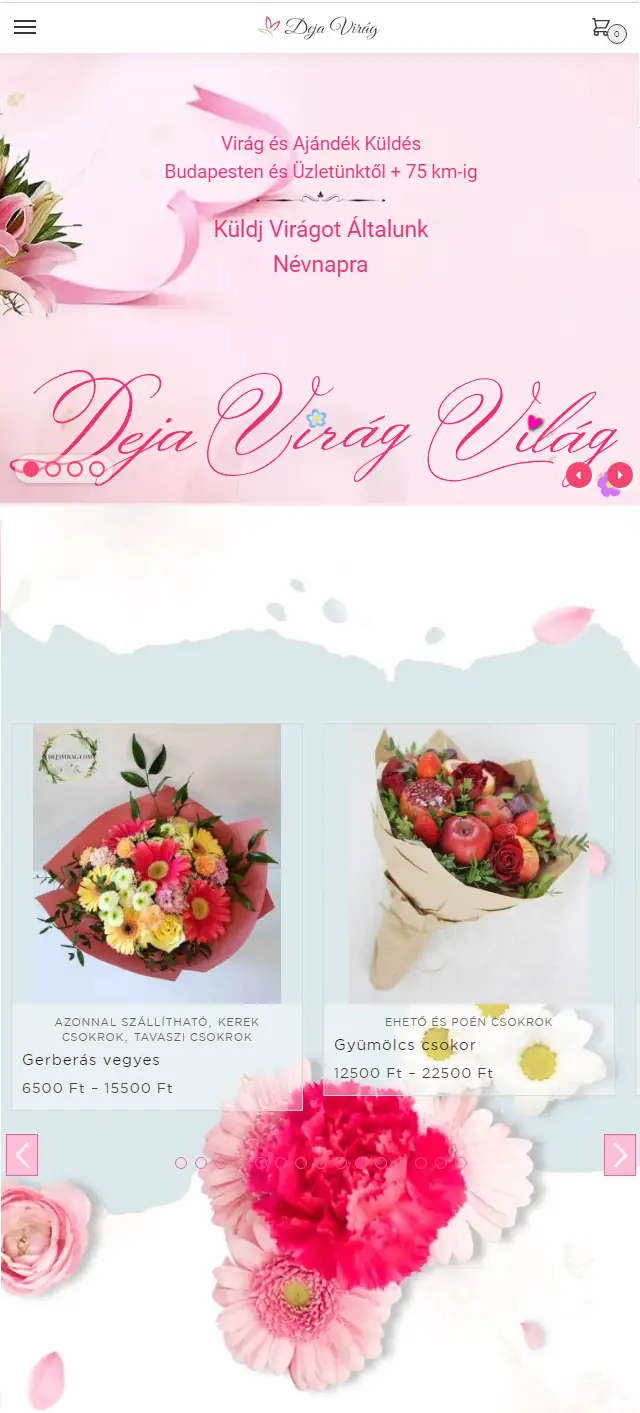 Deja Virág
0
Virág és Ajándék Küldés
Budapesten és Üzletünktől + 75 km-ig
Küldj Virágot Általunk
Névnapra
Deja Virág Világ
DEJAVIRAG.COM
AZONNAL SZÁLLÍTHATÓ, KEREK
CSOKROK, TAVASZI CSOKROK
Gerberás vegyes
6500 Ft – 15500 Ft
EHETŐ ÉS POÉN CSOKROK
Gyümölcs csokor
12500 Ft – 22500 Ft